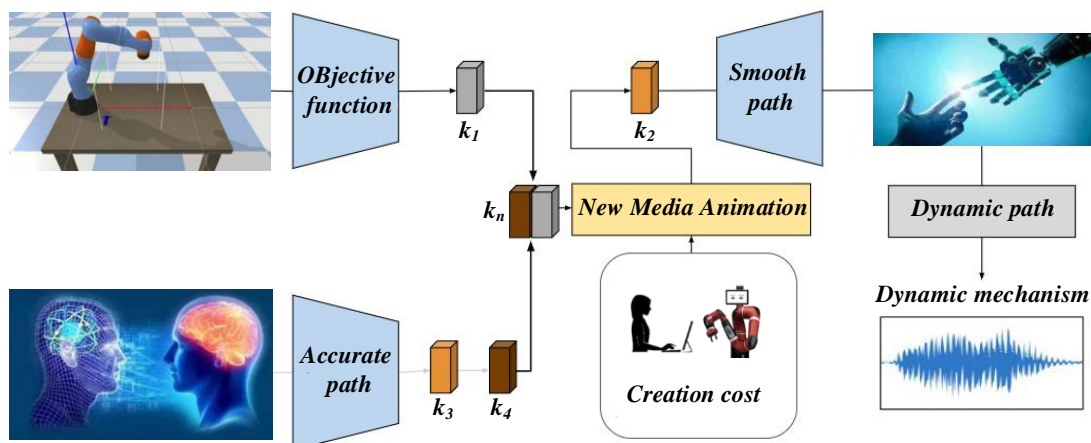 OBjective
function
k1
k2
Smooth
path
kn
New Media Animation
Dynamic path
Dynamic mechanism
Accurate
path
k3
k4
Creation cost